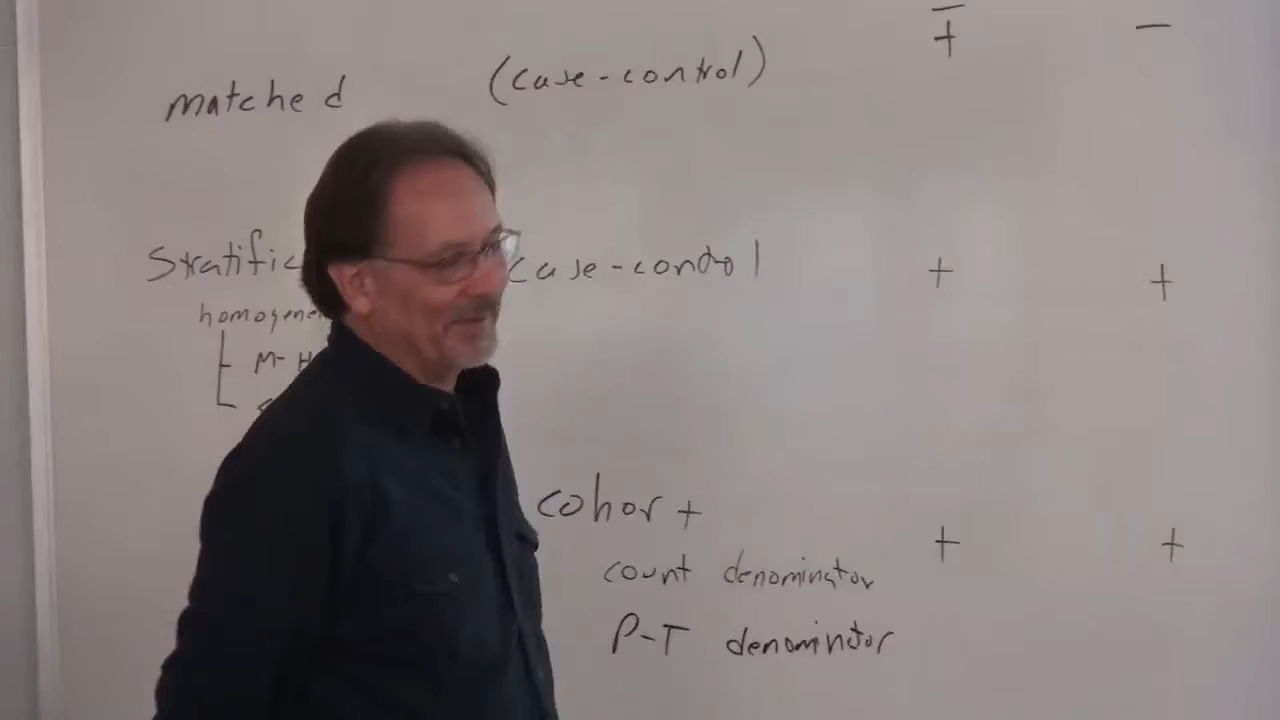 + -
matched (case-control)
Stratific case-control + +
homogene
M-H
cohort + +
count denominator
P-T denominator